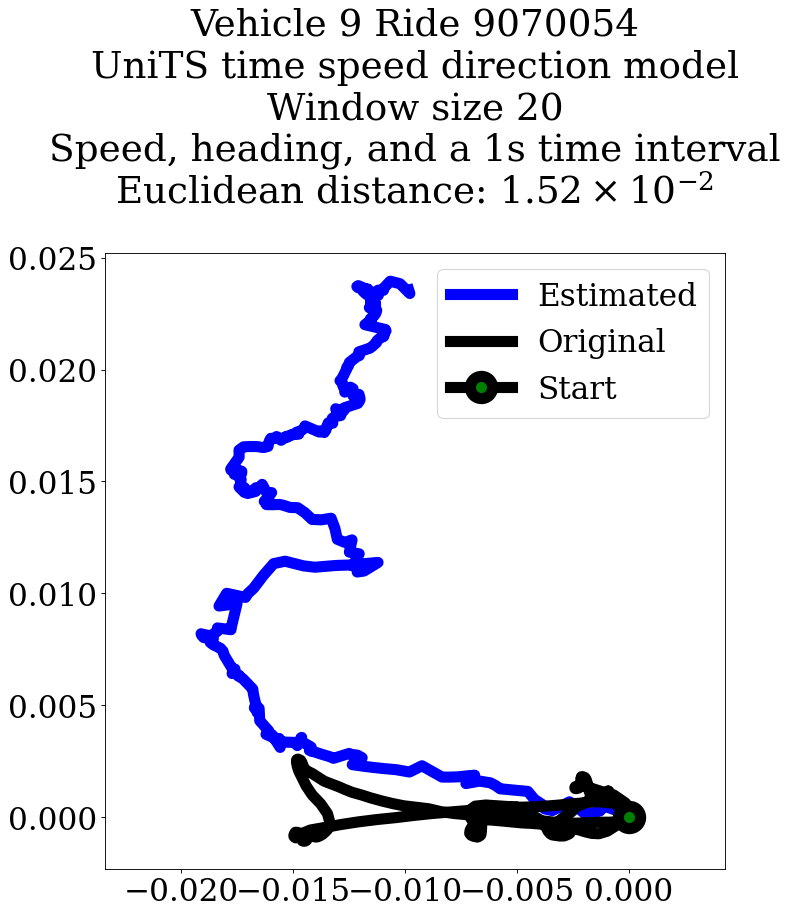 Vehicle 9 Ride 9070054
UniTS time speed direction model
Window size 20
Speed, heading, and a 1s time interval
Euclidean distance: 1.52 × 10⁻²
0.025
Estimated
Original
Start
0.020
0.015
0.010
0.005
0.000
−0.020 −0.015 −0.010 −0.005 0.000